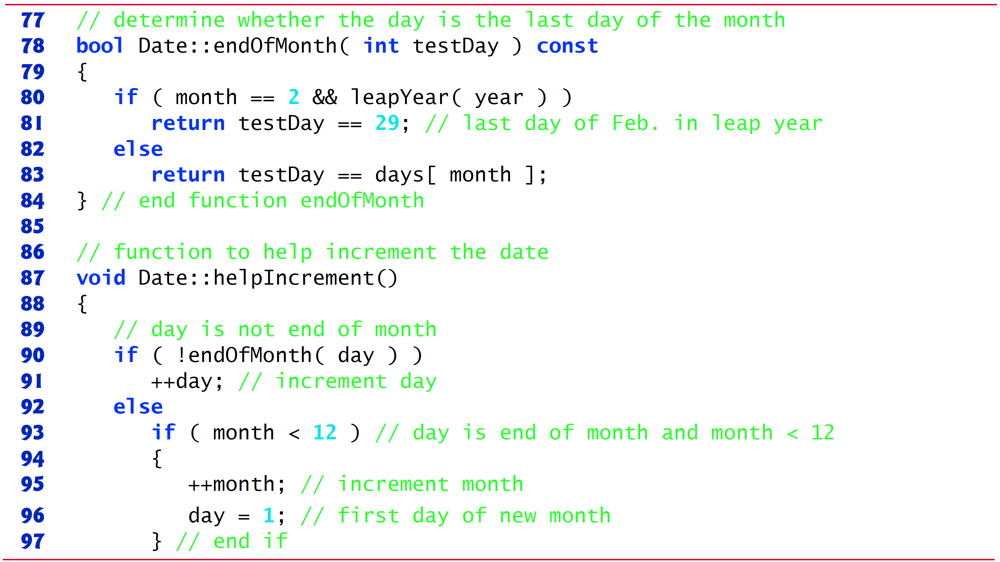 77 // determine whether the day is the last day of the month
78 bool Date::endOfMonth( int testDay ) const
79 {
80    if ( month == 2 && leapYear( year ) )
81       return testDay == 29; // last day of Feb. in leap year
82    else
83       return testDay == days[ month ];
84 } // end function endOfMonth
85
86 // function to help increment the date
87 void Date::helpIncrement()
88 {
89    // day is not end of month
90    if ( !endOfMonth( day ) )
91       ++day; // increment day
92    else
93       if ( month < 12 ) // day is end of month and month < 12
94       {
95          ++month; // increment month
96          day = 1; // first day of new month
97       } // end if